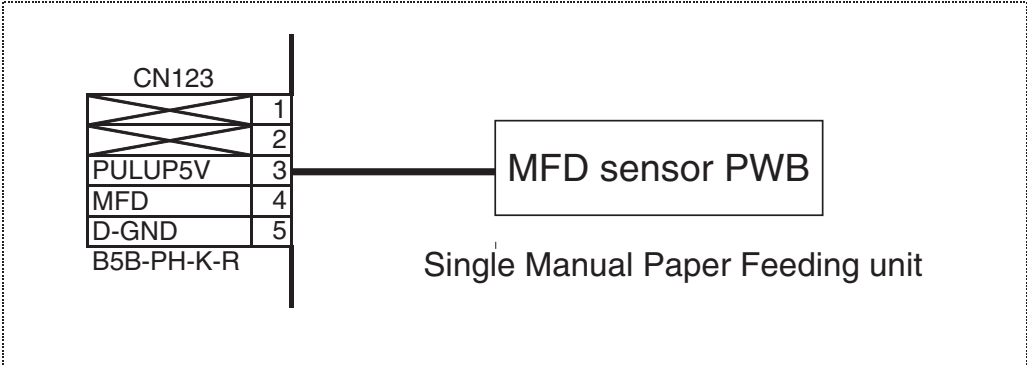 CN123
1
2
PULUP5V 3
MFD 4
D-GND 5
B5B-PH-K-R
MFD sensor PWB
Single Manual Paper Feeding unit